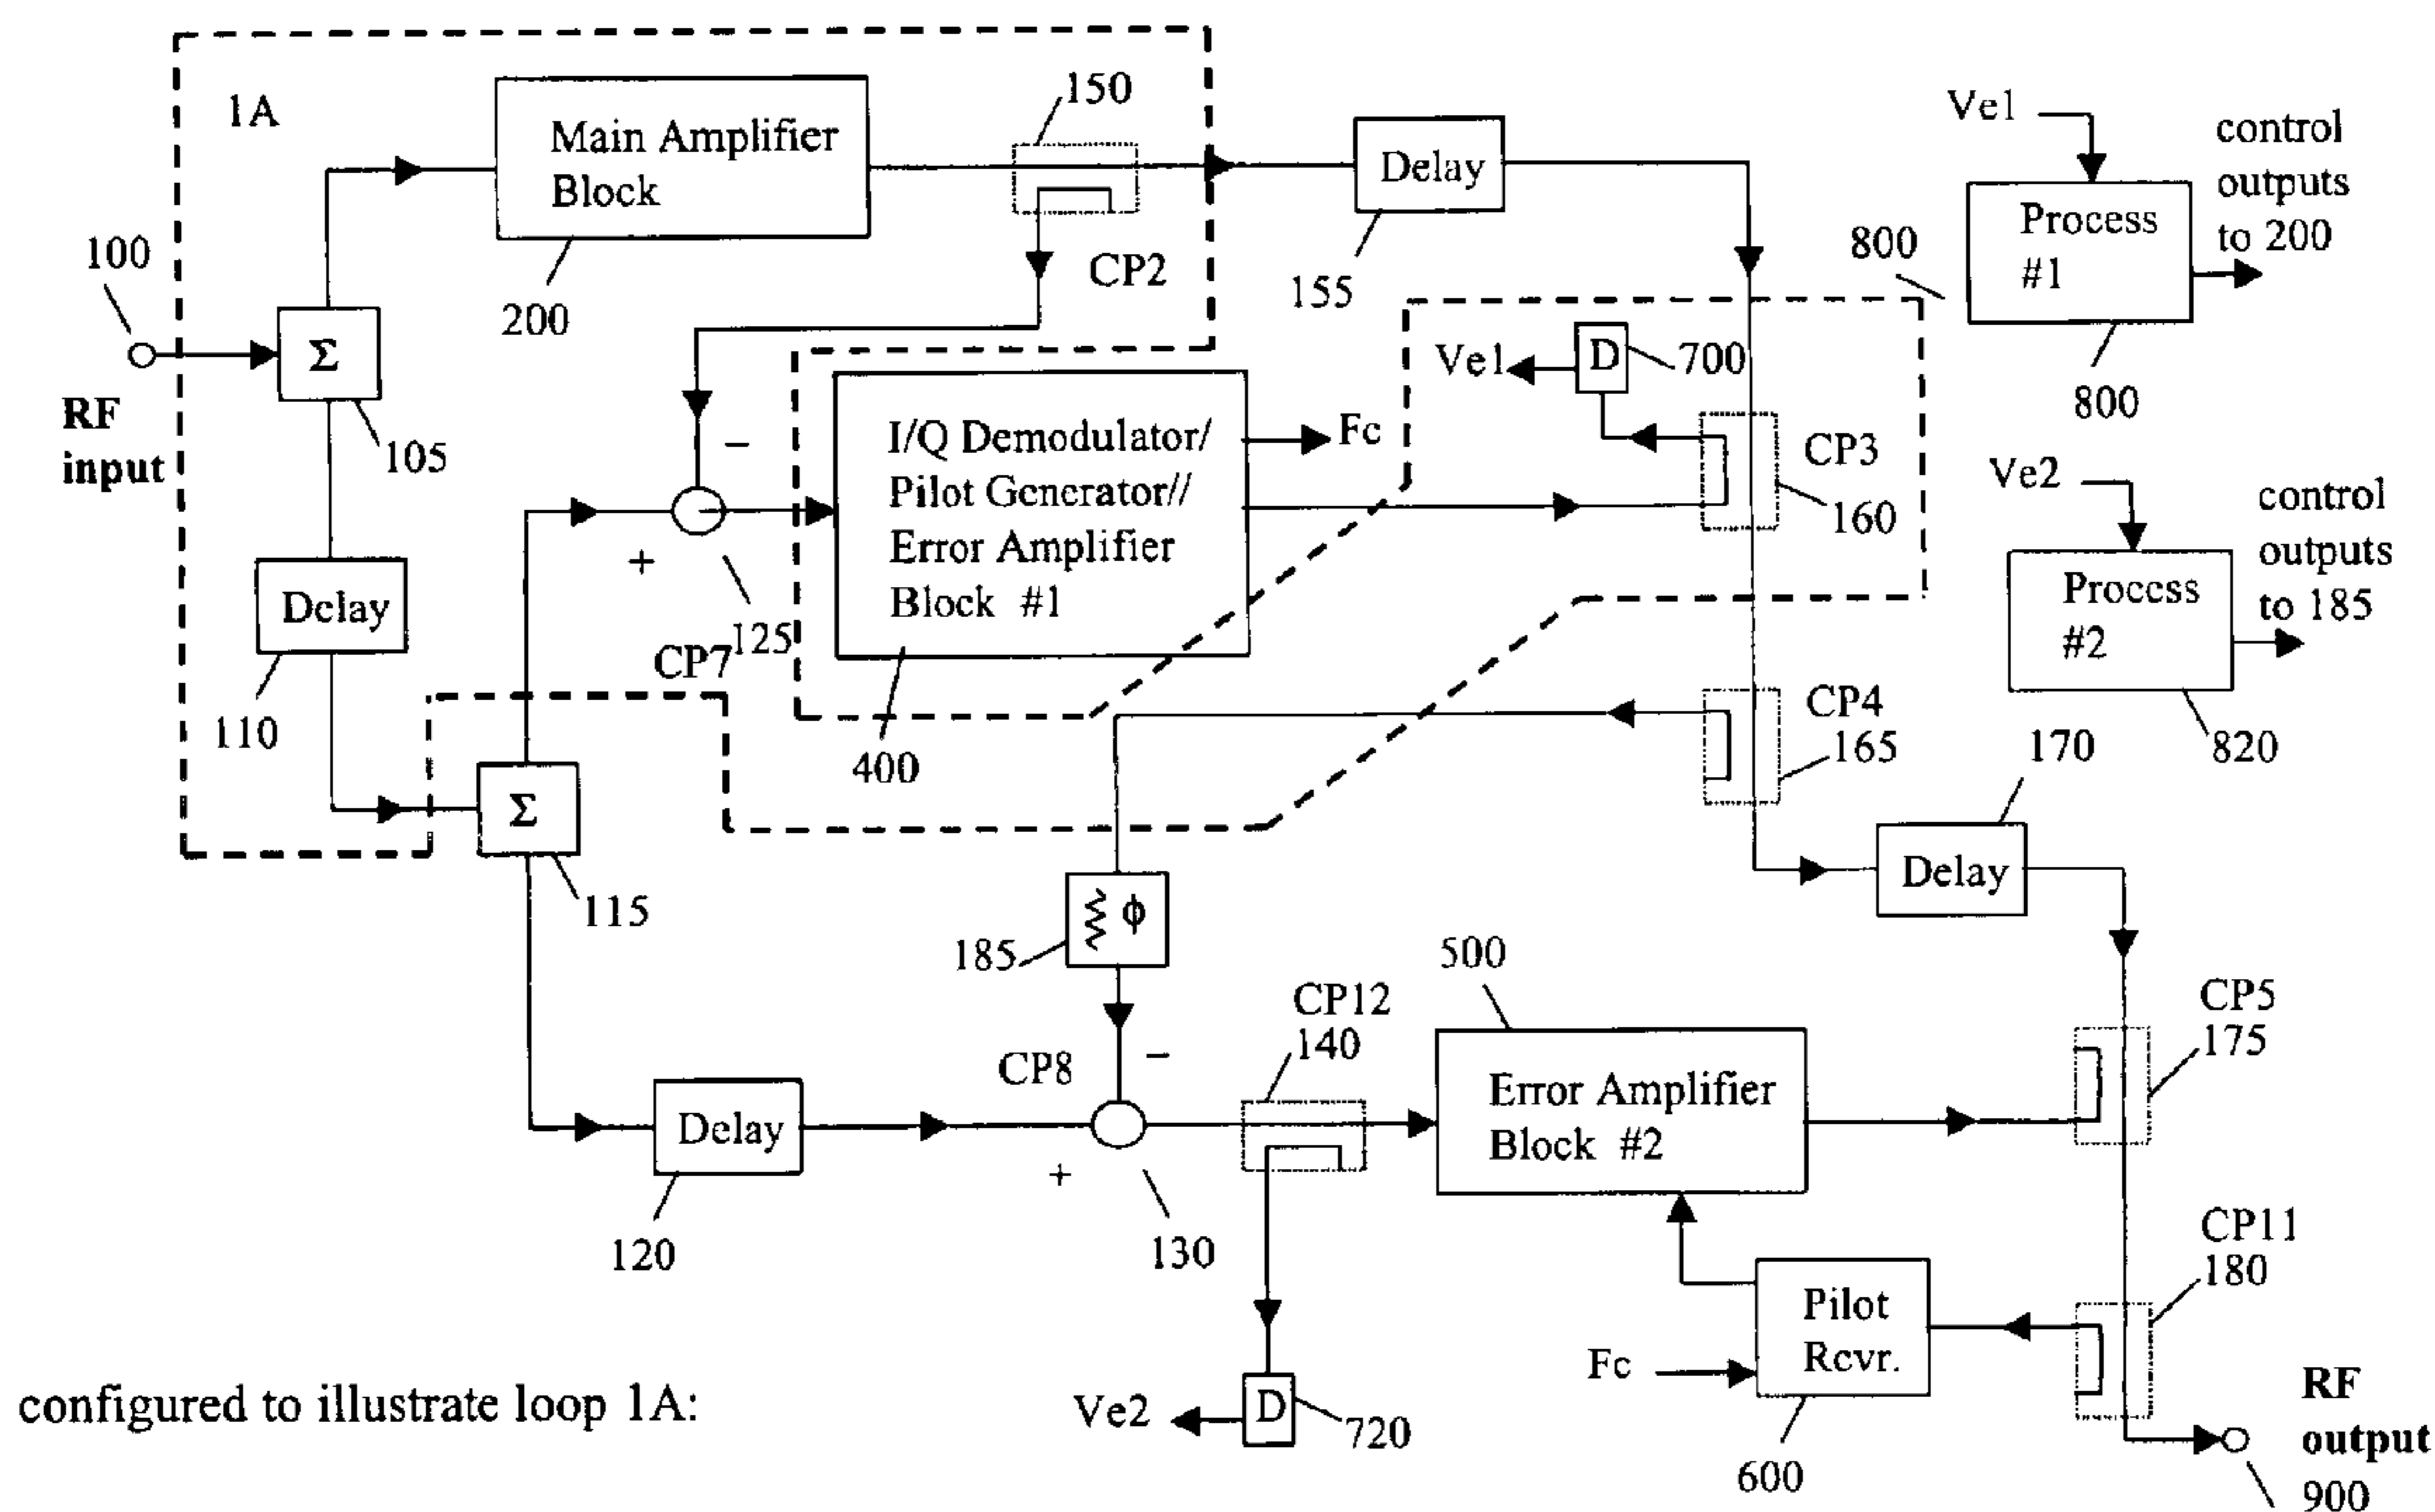 1A
Main Amplifier
Block
200
150
CP2
Delay
155
Ve1
Process
#1
800
800
control
outputs
to 200
100
RF
input
Σ
105
Delay
110
−
+
125
CP7
I/Q Demodulator/
Pilot Generator//
Error Amplifier
Block #1
400
Fc
Ve1
D
700
CP3
160
Ve2
Process
#2
820
control
outputs
to 185
Σ
115
CP4
165
170
Delay
185
ϕ
Delay
120
CP8
−
+
130
CP12
140
500
Error Amplifier
Block #2
CP5
175
CP11
180
Pilot
Rcvr.
Fc
600
D
720
Ve2
RF
output
900
configured to illustrate loop 1A: